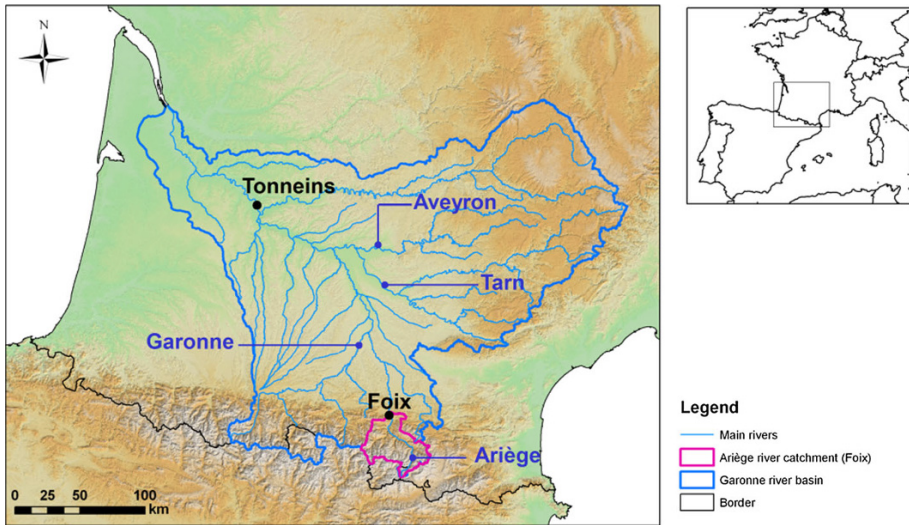 N
Tonneins
Aveyron
Tarn
Garonne
Foix
Ariège
0 25 50 100
km
Legend
Main rivers
Ariège river catchment (Foix)
Garonne river basin
Border